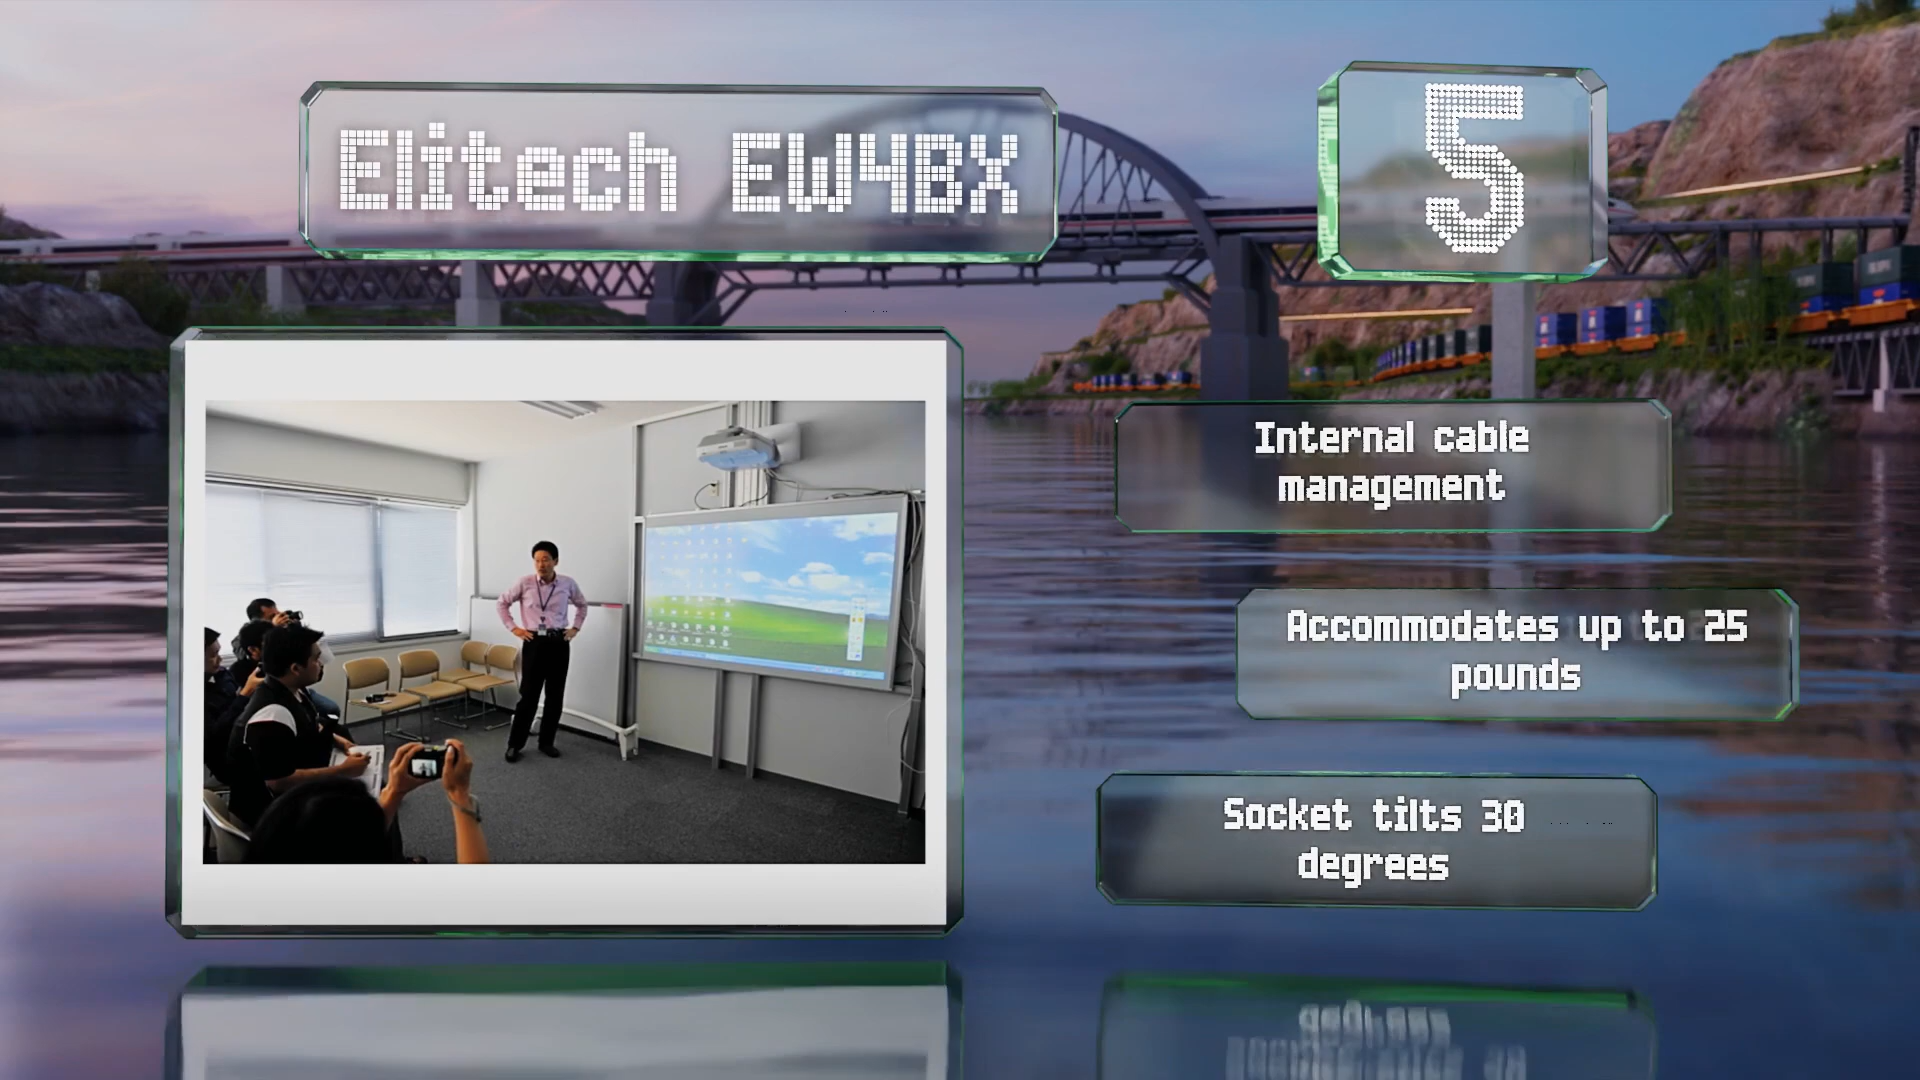 Elitech EW4BX
5
Internal cable
management
Accommodates up to 25
pounds
Socket tilts 30
degrees